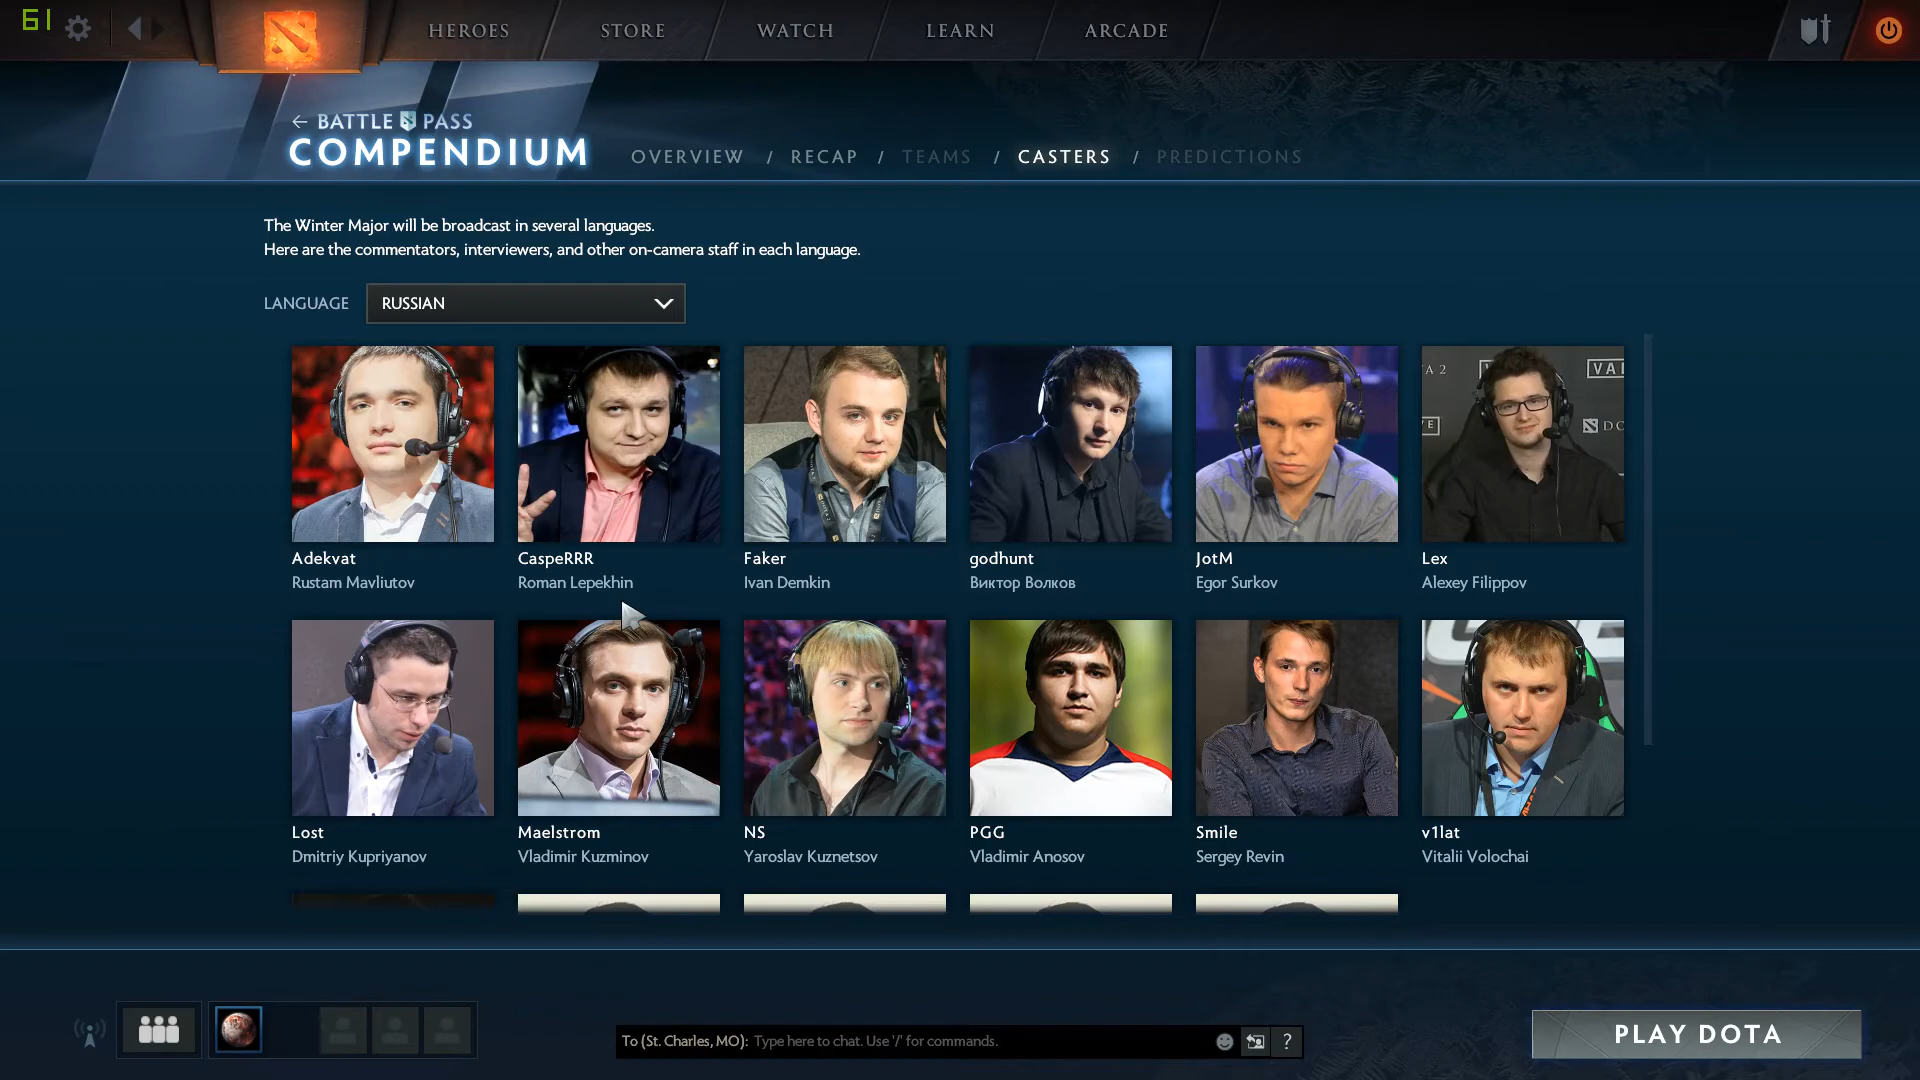 61
HEROES
STORE
WATCH
LEARN
ARCADE
BATTLE PASS
COMPENDIUM
OVERVIEW / RECAP / TEAMS / CASTERS / PREDICTIONS
The Winter Major will be broadcast in several languages.
Here are the commentators, interviewers, and other on-camera staff in each language.
LANGUAGE
RUSSIAN
Adekvat
Rustam Mavliutov
CaspeRRR
Roman Lepekhin
Faker
Ivan Demkin
godhunt
Виктор Волков
JotM
Egor Surkov
Lex
Alexey Filippov
Lost
Dmitriy Kupriyanov
Maelstrom
Vladimir Kuzminov
NS
Yaroslav Kuznetsov
PGG
Vladimir Anosov
Smile
Sergey Revin
v1lat
Vitalii Volochai
To (St. Charles, MO): Type here to chat. Use '/' for commands.
?
PLAY DOTA